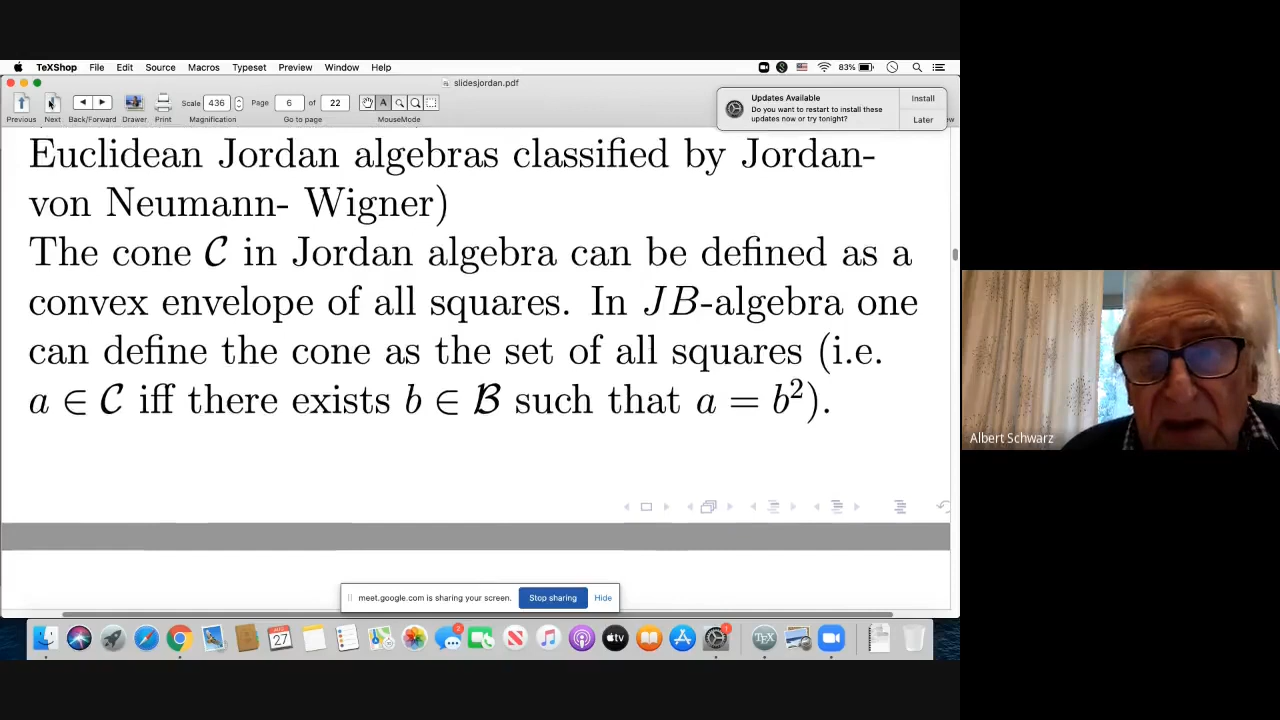 TeXShop File Edit Source Macros Typeset Preview Window Help 83%
slidesjordan.pdf
Previous Next Back/Forward Drawer Print Scale 436 Magnification Page 6 of 22 Go to page MouseMode
Updates Available
Do you want to restart to install these
updates now or try tonight?
Install
Later
Euclidean Jordan algebras classified by Jordan-
von Neumann- Wigner)
The cone 𝒞 in Jordan algebra can be defined as a
convex envelope of all squares. In JB-algebra one
can define the cone as the set of all squares (i.e.
a ∈ 𝒞 iff there exists b ∈ ℬ such that a = b²).
Albert Schwarz
meet.google.com is sharing your screen. Stop sharing Hide
AUG
27
tv
TEX